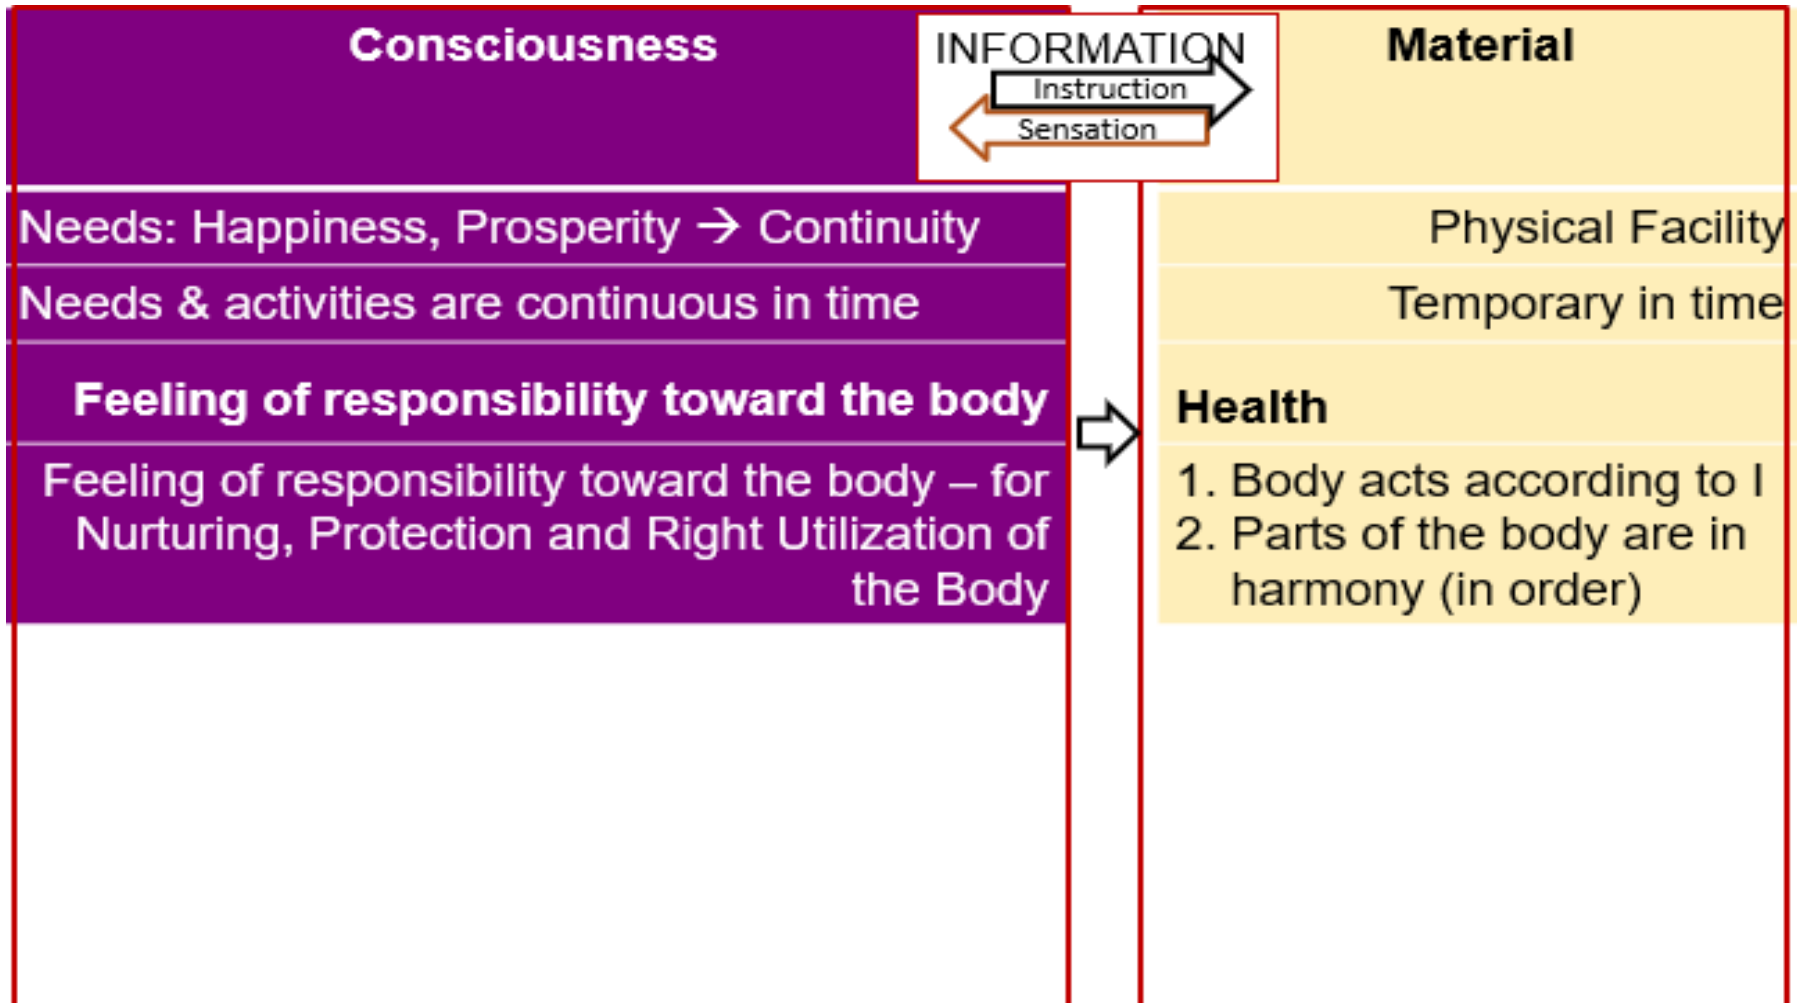 Consciousness
INFORMATION
Instruction
Sensation
Material
Needs: Happiness, Prosperity → Continuity
Physical Facility
Needs & activities are continuous in time
Temporary in time
Feeling of responsibility toward the body
Health
Feeling of responsibility toward the body – for
Nurturing, Protection and Right Utilization of
the Body
1. Body acts according to I
2. Parts of the body are in
harmony (in order)